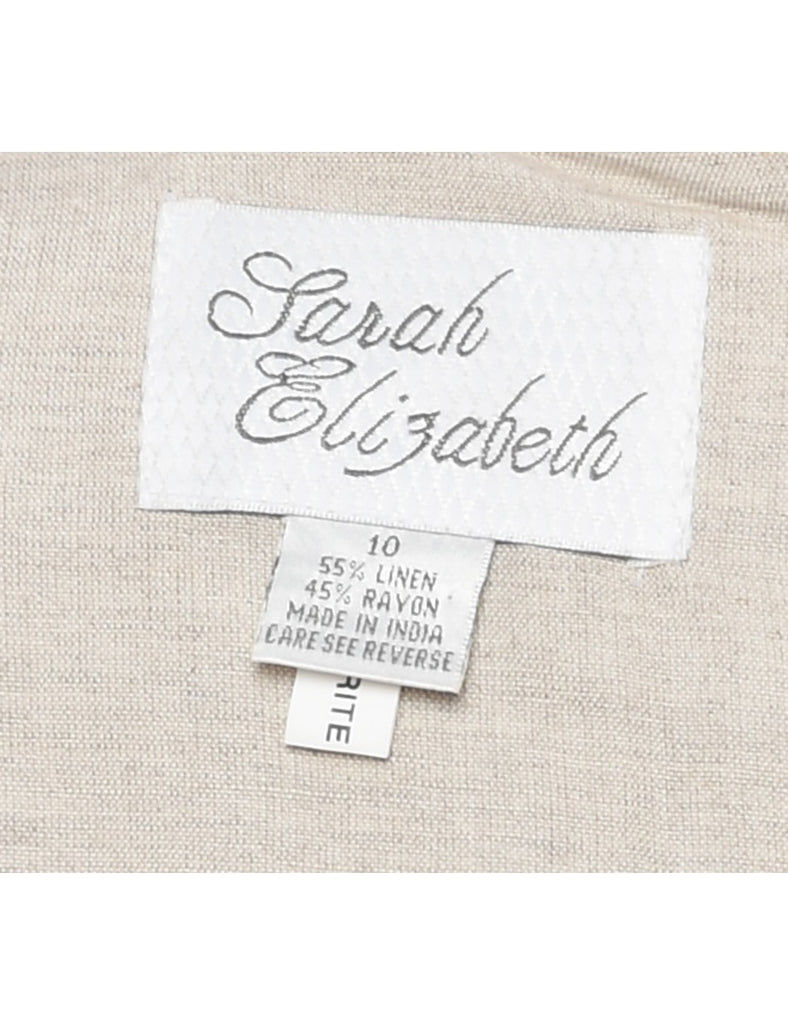 Sarah
Elizabeth
10
55% LINEN
45% RAYON
MADE IN INDIA
CARE SEE REVERSE
RITE